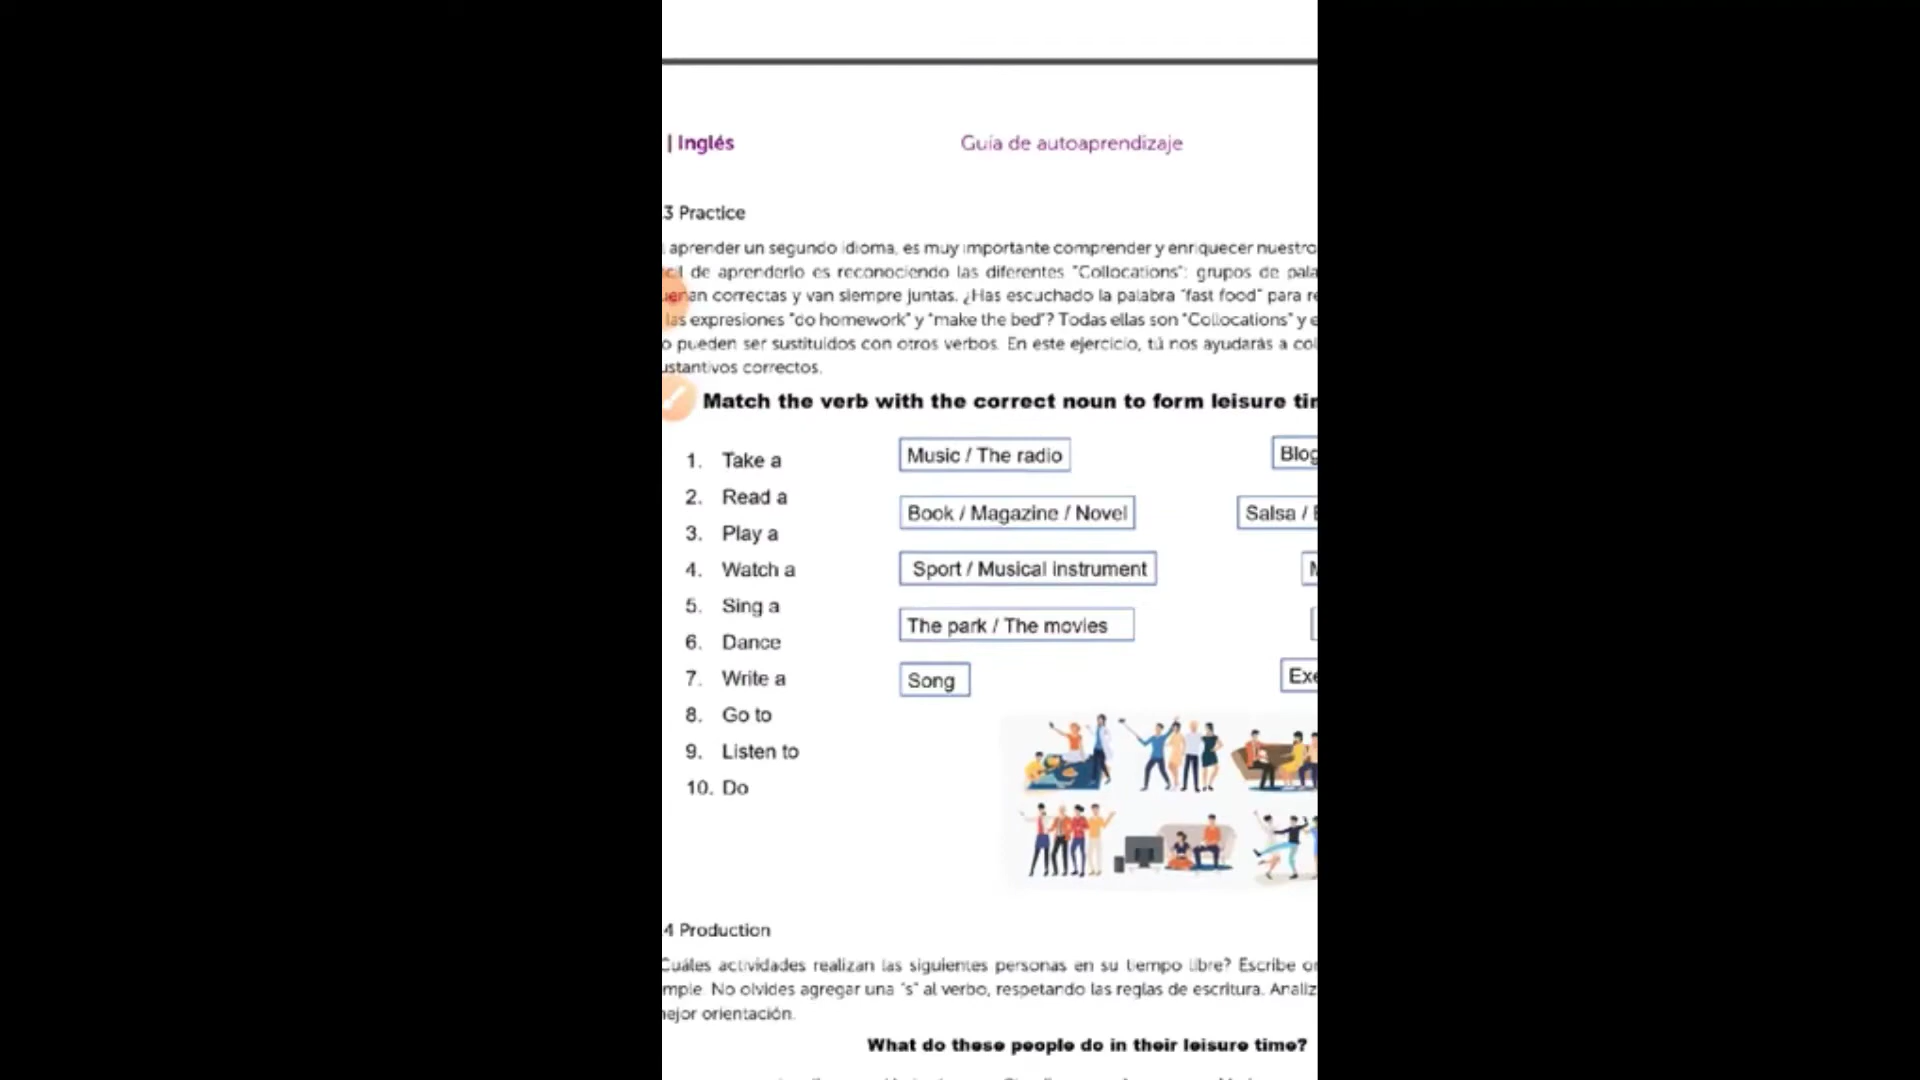 | Inglés
Guía de autoaprendizaje
3 Practice
aprender un segundo idioma, es muy importante comprender y enriquecer nuestro
de aprenderlo es reconociendo las diferentes "Collocations": grupos de
correctas y van siempre juntas. ¿Has escuchado la palabra "fast food" para
las expresiones "do homework" y "make the bed"? Todas ellas son "Collocations" y
pueden ser sustituidos con otros verbos. En este ejercicio, tú nos ayudarás a
correctos.
Match the verb with the correct noun to form leisure
1. Take a
2. Read a
3. Play a
4. Watch a
5. Sing a
6. Dance
7. Write a
8. Go to
9. Listen to
10. Do
Music / The radio
Book / Magazine / Novel
Sport / Musical instrument
The park / The movies
Song
Salsa /
4 Production
Cuáles actividades realizan las siguientes personas en su tiempo libre? Escribe
No olvides agregar una "s" al verbo, respetando las reglas de escritura.
orientación.
What do these people do in their leisure time?